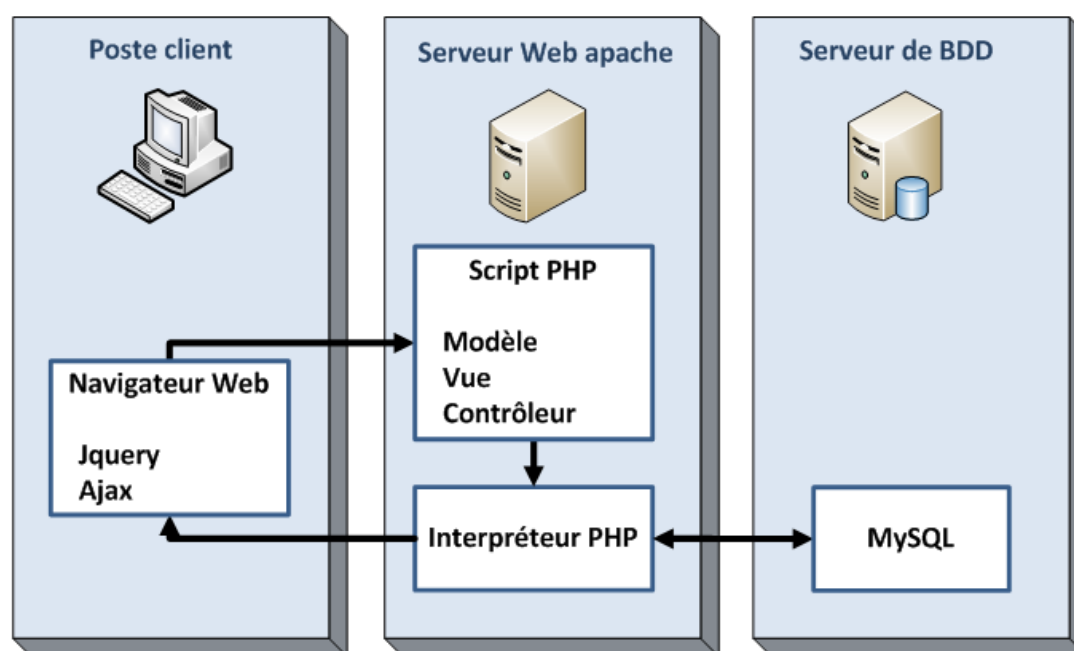 Poste client
Serveur Web apache
Serveur de BDD
Script PHP
Modèle
Vue
Contrôleur
Navigateur Web
Jquery
Ajax
Interpréteur PHP
MySQL